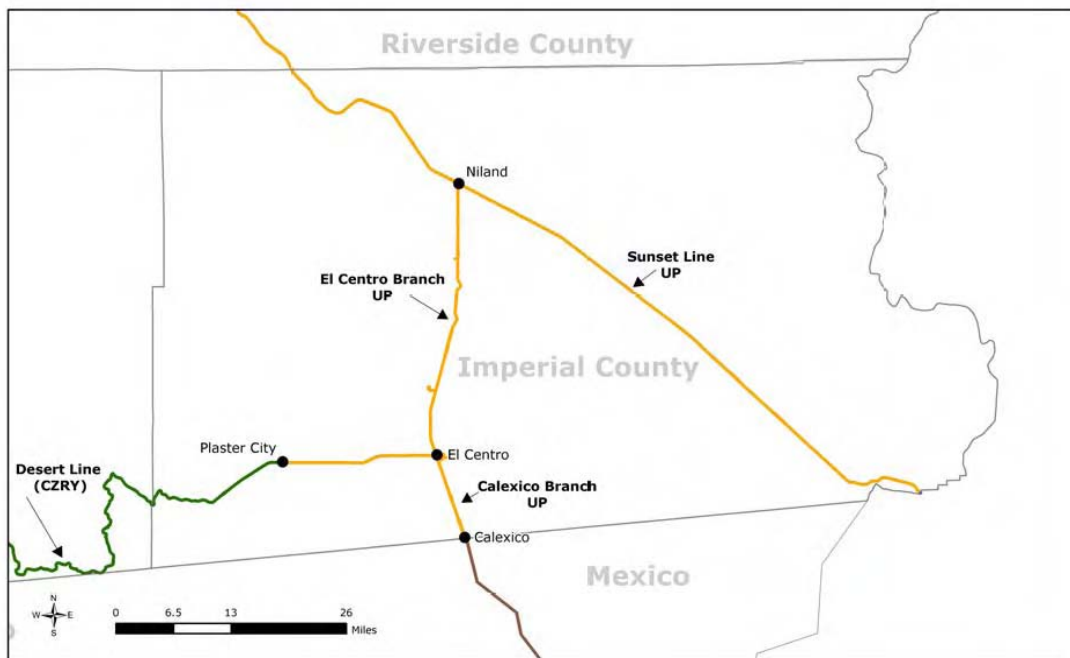 Riverside County
Niland
Sunset Line
UP
El Centro Branch
UP
Imperial County
Plaster City
El Centro
Desert Line
(CZRY)
Calexico Branch
UP
Calexico
Mexico
N
W E
S
0 6.5 13 26
Miles